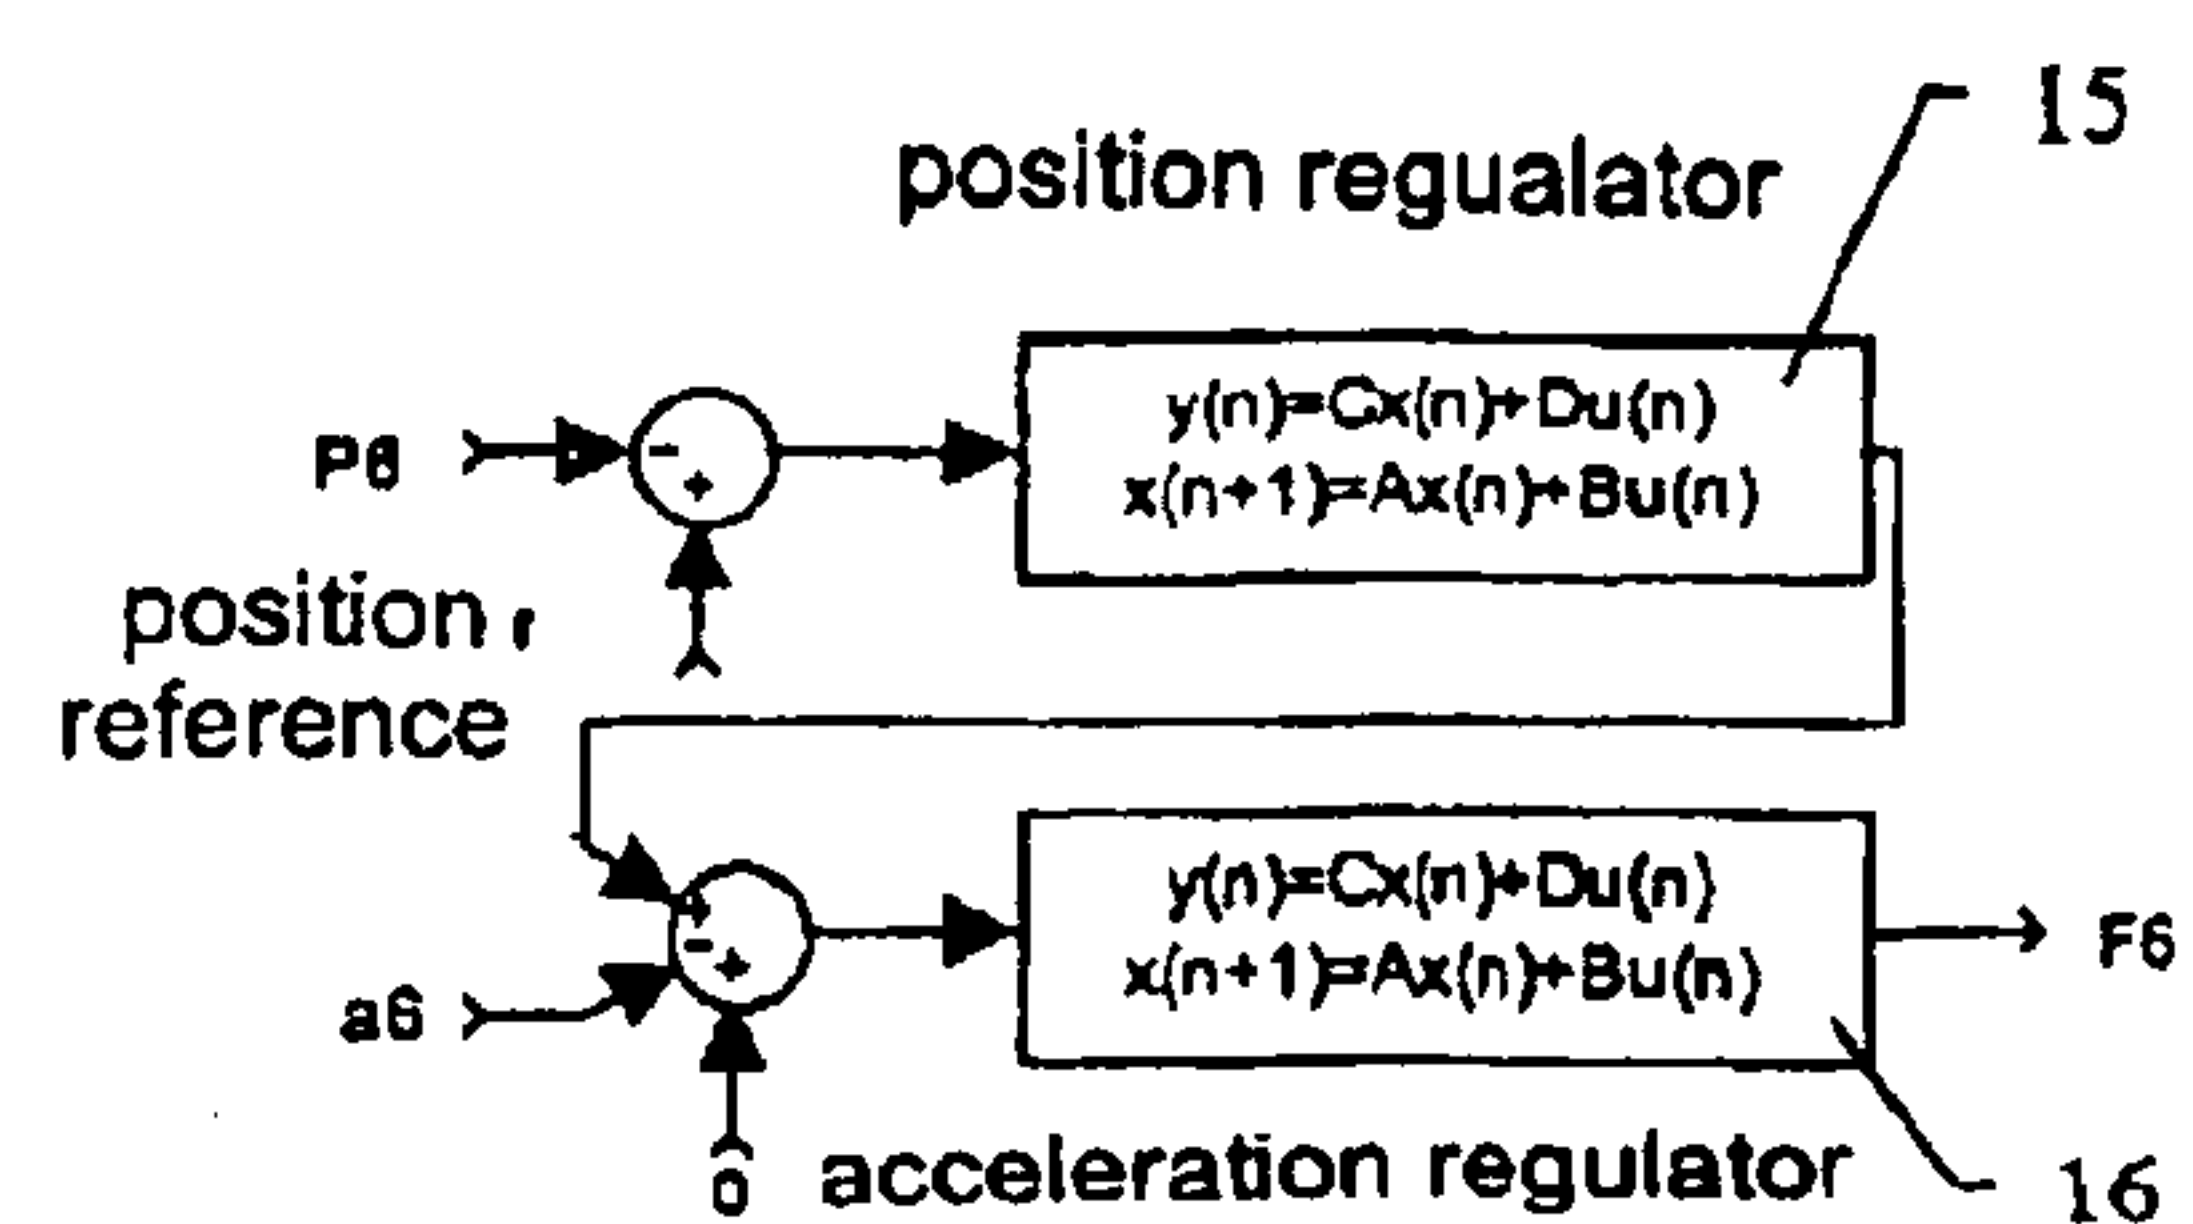 15
position regualator
y(n)=Cx(n)+Du(n)
x(n+1)=Ax(n)+Bu(n)
P6
-
+
position r
reference
+
-
+
y(n)=Cx(n)+Du(n)
x(n+1)=Ax(n)+Bu(n)
F6
a6
o acceleration regulator
16